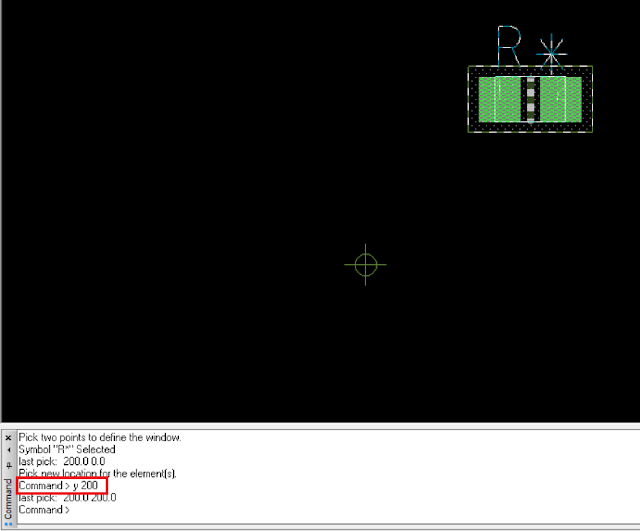 R*
Pick two points to define the window.
Symbol "R*" Selected
last pick:  200.0 0.0
Pick new location for the element(s).
Command > y 200
last pick:  200.0 200.0
Command >
Command